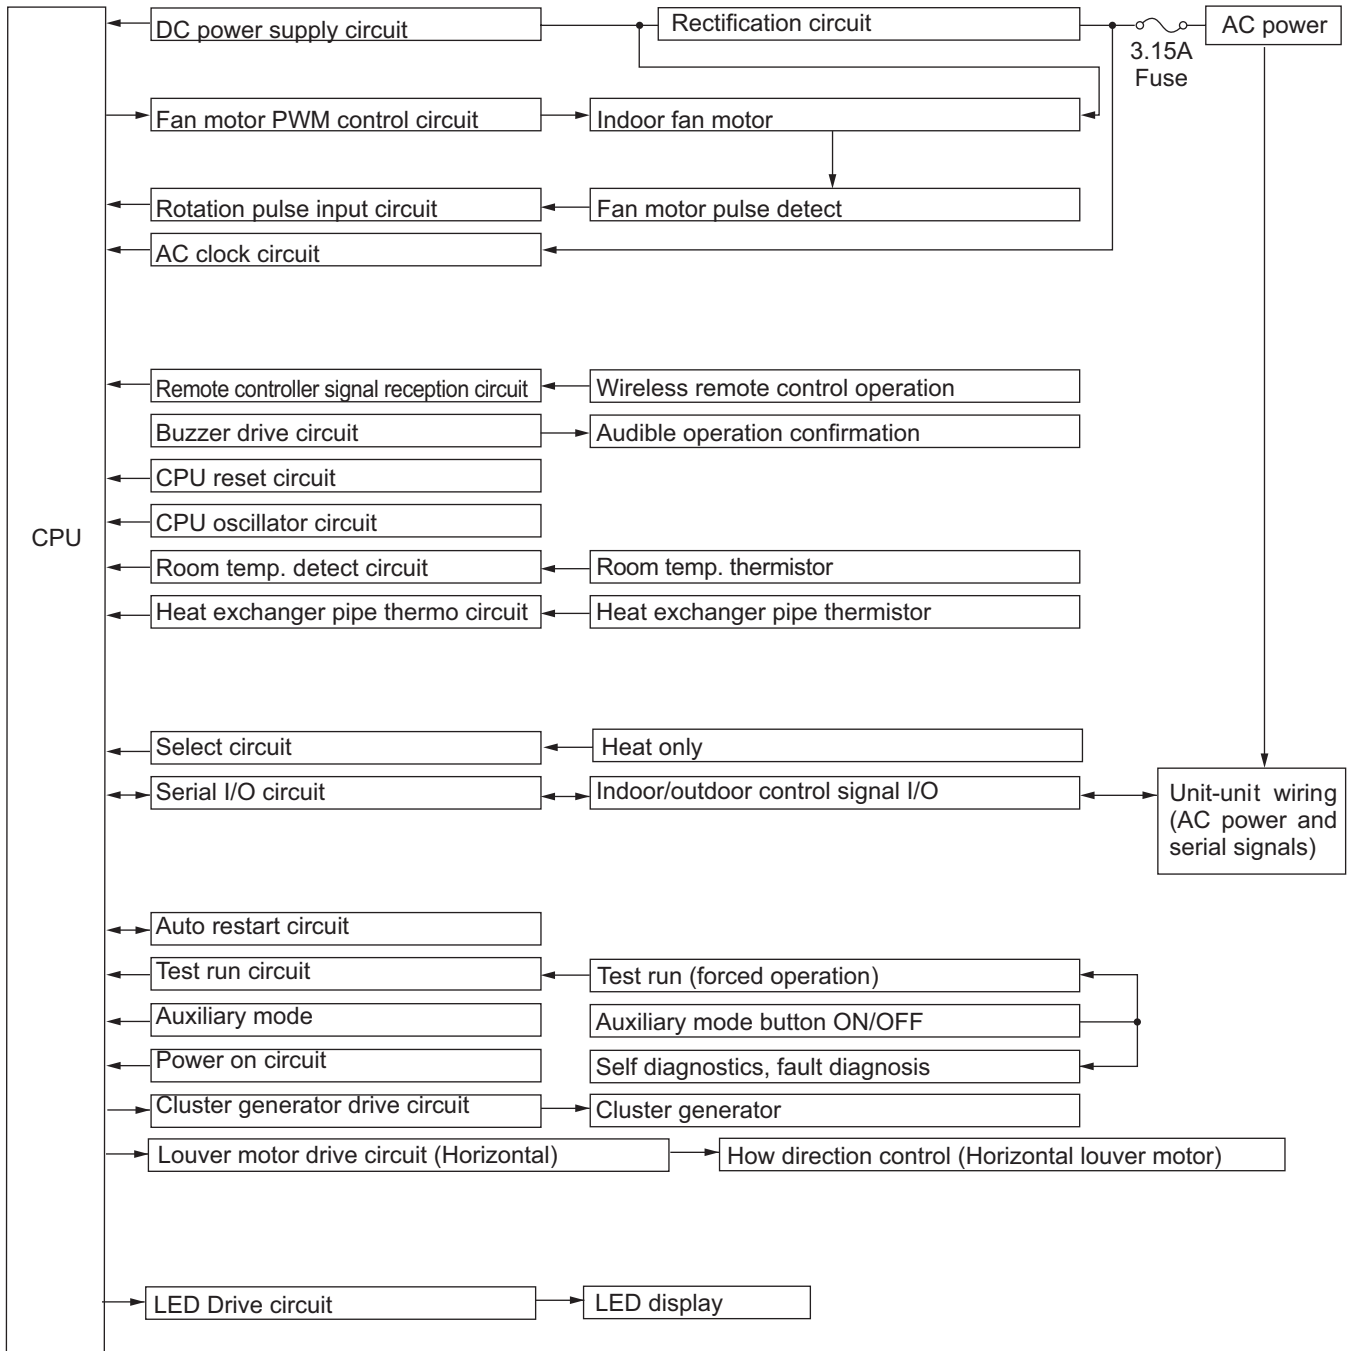 DC power supply circuit
Rectification circuit
AC power
3.15A
Fuse
Fan motor PWM control circuit
Indoor fan motor
Rotation pulse input circuit
Fan motor pulse detect
AC clock circuit
Remote controller signal reception circuit
Wireless remote control operation
Buzzer drive circuit
Audible operation confirmation
CPU reset circuit
CPU oscillator circuit
CPU
Room temp. detect circuit
Room temp. thermistor
Heat exchanger pipe thermo circuit
Heat exchanger pipe thermistor
Select circuit
Heat only
Serial I/O circuit
Indoor/outdoor control signal I/O
Unit-unit wiring
(AC power and
serial signals)
Auto restart circuit
Test run circuit
Test run (forced operation)
Auxiliary mode
Auxiliary mode button ON/OFF
Power on circuit
Self diagnostics, fault diagnosis
Cluster generator drive circuit
Cluster generator
Louver motor drive circuit (Horizontal)
How direction control (Horizontal louver motor)
LED Drive circuit
LED display